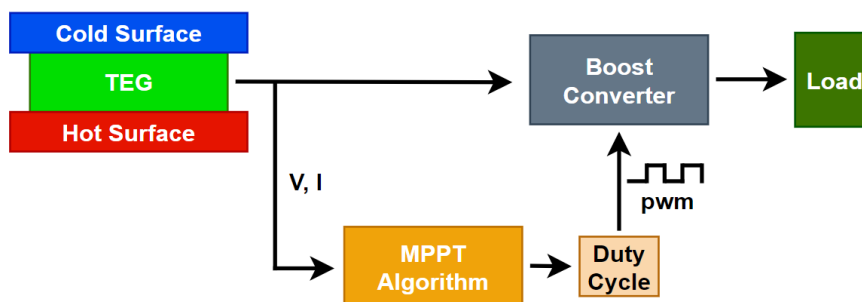 Cold Surface
TEG
Hot Surface
Boost
Converter
Load
V, I
pwm
MPPT
Algorithm
Duty
Cycle